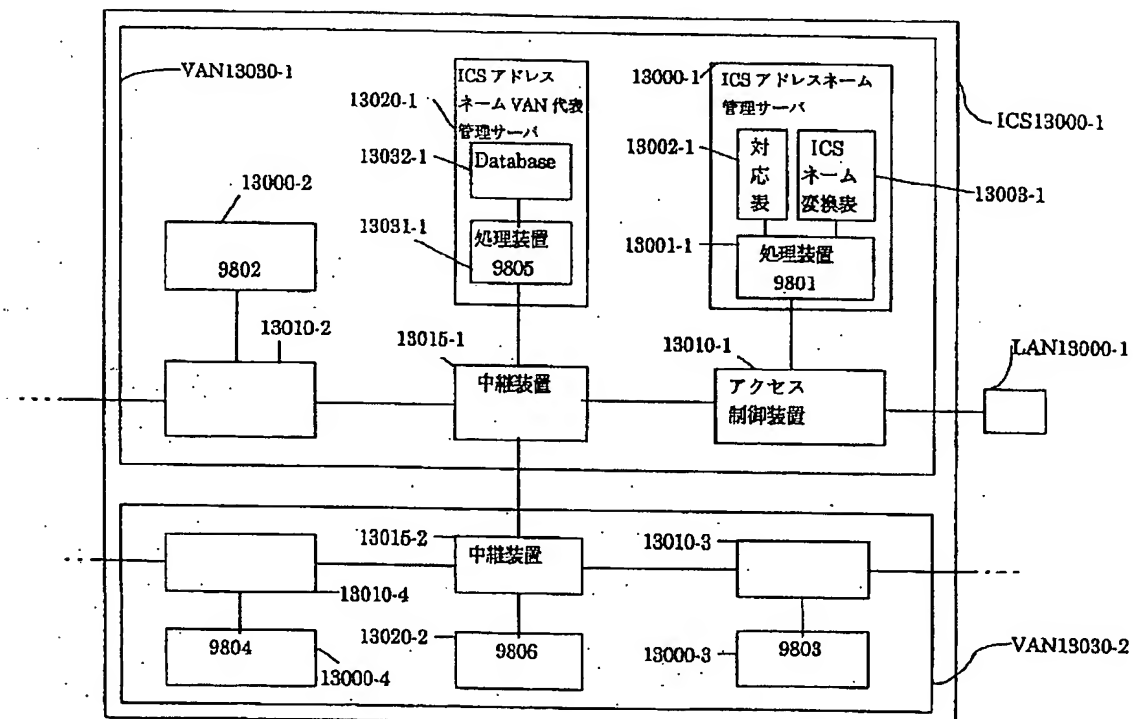 VAN13030-1
ICS アドレス
ネーム VAN 代表
管理サーバ
13020-1
13032-1
Database
13031-1
処理装置
9805
13000-1
ICS アドレスネーム
管理サーバ
13002-1
対
応
表
ICS
ネーム
変換表
13003-1
13001-1
処理装置
9801
ICS13000-1
13000-2
9802
13010-2
13015-1
中継装置
13010-1
アクセス
制御装置
LAN13000-1
13015-2
中継装置
13010-3
13010-4
9804
13000-4
13020-2
9806
13000-3
9803
VAN13030-2